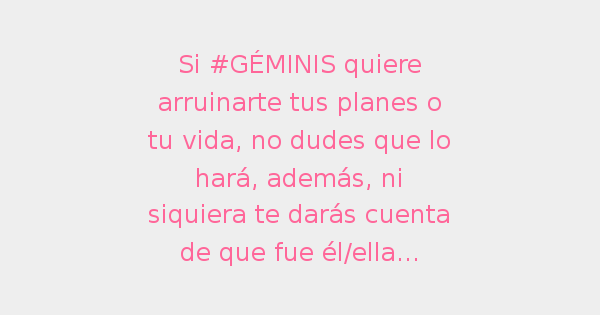 Si #GÉMINIS quiere
arruinarte tus planes o
tu vida, no dudes que lo
hará, además, ni
siquiera te darás cuenta
de que fue él/ella...